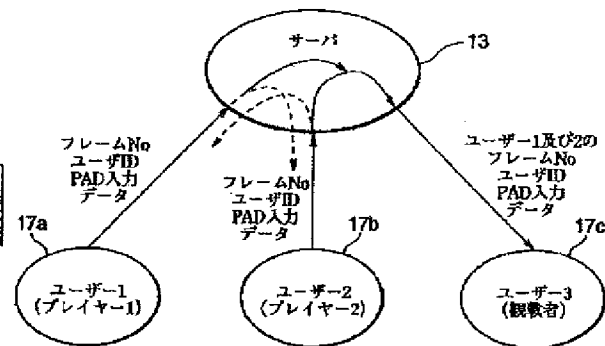 サーバ
13
フレームNo
ユーザID
PAD入力
データ
フレームNo
ユーザID
PAD入力
データ
ユーザー1及び2の
フレームNo
ユーザID
PAD入力
データ
17a
ユーザー1
(プレイヤー1)
17b
ユーザー2
(プレイヤー2)
17c
ユーザー3
(観戦者)